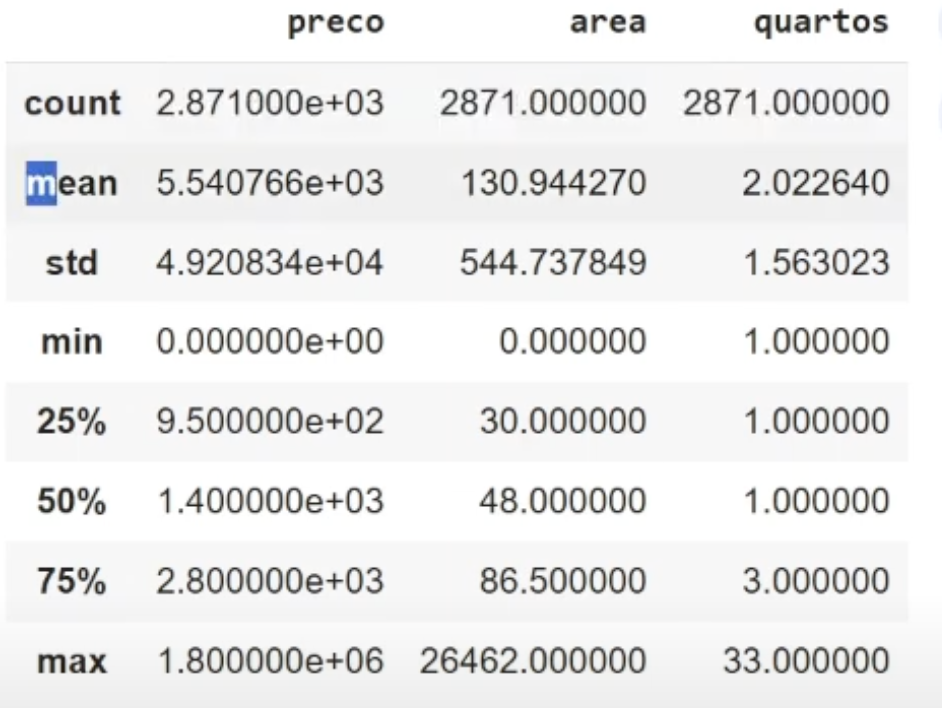 preco area quartos
count 2.871000e+03 2871.000000 2871.000000
mean 5.540766e+03 130.944270 2.022640
std 4.920834e+04 544.737849 1.563023
min 0.000000e+00 0.000000 1.000000
25% 9.500000e+02 30.000000 1.000000
50% 1.400000e+03 48.000000 1.000000
75% 2.800000e+03 86.500000 3.000000
max 1.800000e+06 26462.000000 33.000000